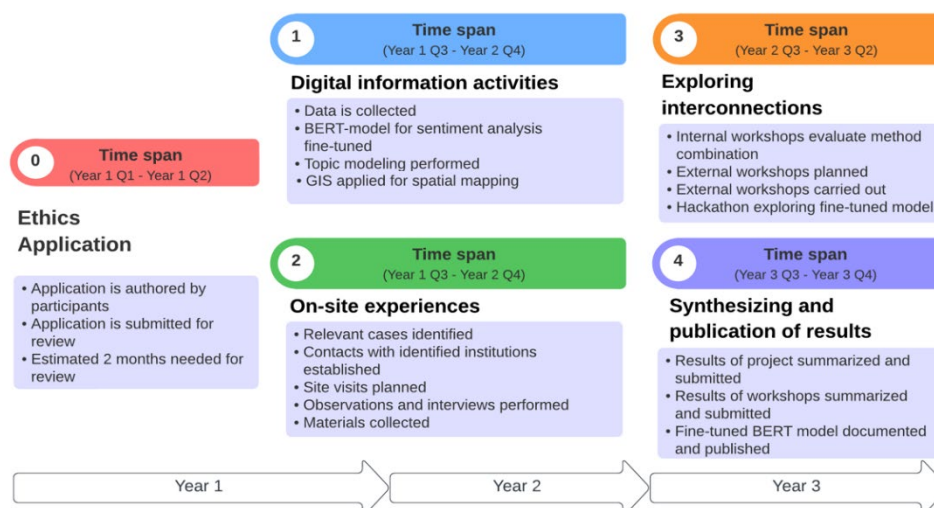 0
Time span
(Year 1 Q1 - Year 1 Q2)
Ethics
Application
• Application is authored by
participants
• Application is submitted for
review
• Estimated 2 months needed for
review
1
Time span
(Year 1 Q3 - Year 2 Q4)
Digital information activities
• Data is collected
• BERT-model for sentiment analysis
fine-tuned
• Topic modeling performed
• GIS applied for spatial mapping
2
Time span
(Year 1 Q3 - Year 2 Q4)
On-site experiences
• Relevant cases identified
• Contacts with identified institutions
established
• Site visits planned
• Observations and interviews performed
• Materials collected
3
Time span
(Year 2 Q3 - Year 3 Q2)
Exploring
interconnections
• Internal workshops evaluate method
combination
• External workshops planned
• External workshops carried out
• Hackathon exploring fine-tuned model
4
Time span
(Year 3 Q3 - Year 3 Q4)
Synthesizing and
publication of results
• Results of project summarized and
submitted
• Results of workshops summarized
and submitted
• Fine-tuned BERT model documented
and published
Year 1
Year 2
Year 3